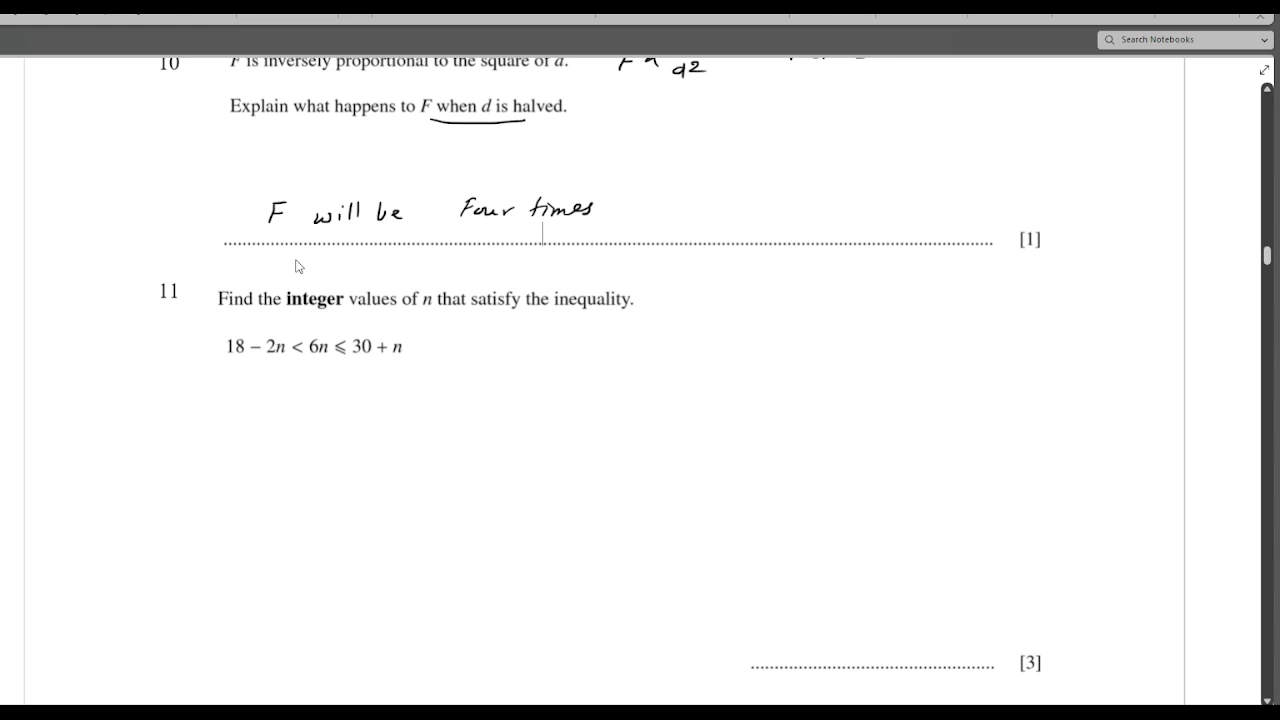 Search Notebooks
10 F is inversely proportional to the square of d. F α d2
Explain what happens to F when d is halved.
F will be Four times
[1]
11 Find the integer values of n that satisfy the inequality.
18 − 2n < 6n ⩽ 30 + n
[3]